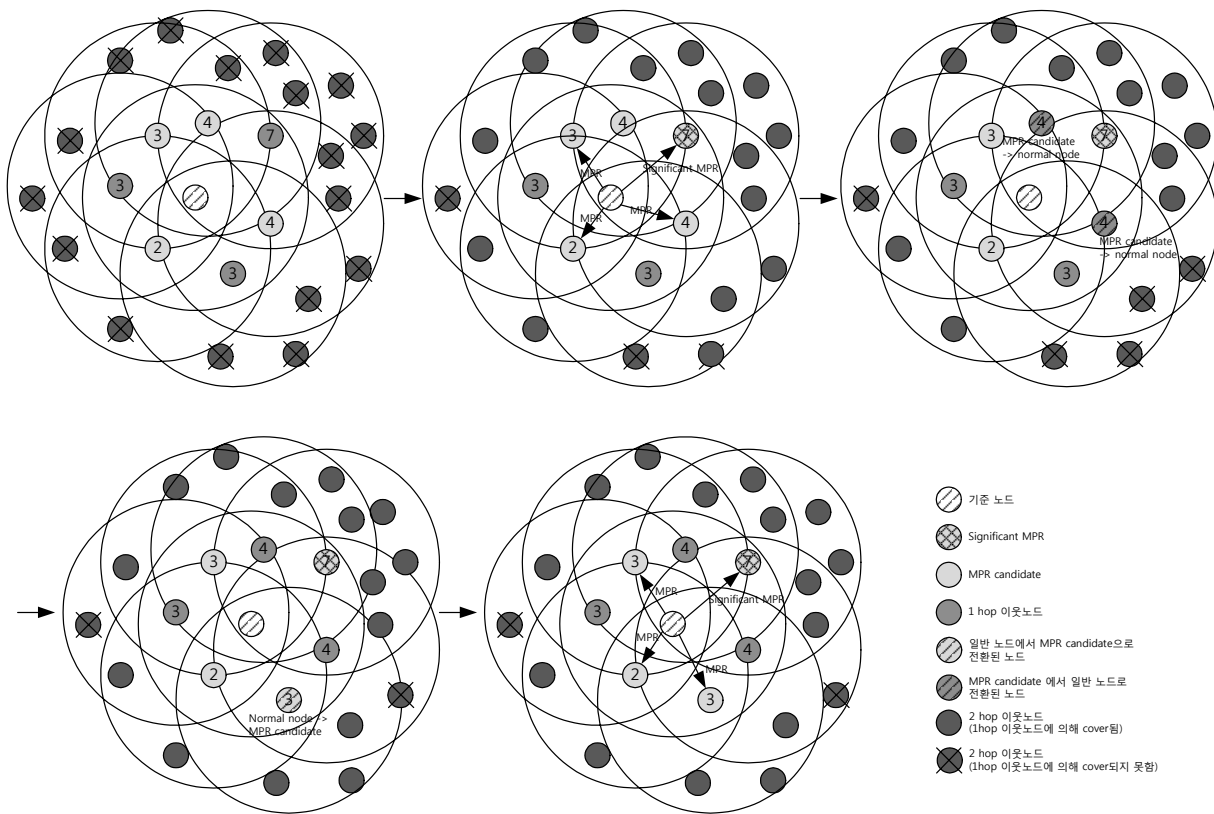 3
4
7
3
4
2
3
3
4
7
MPR
Significant MPR
3
MPR
MPR
4
2
3
3
4
7
MPR candidate
-> normal node
3
4
2
MPR candidate
-> normal node
3
3
4
7
3
4
2
3
Normal node ->
MPR candidate
3
4
7
MPR
Significant MPR
3
MPR
4
2
MPR
3
기준 노드
Significant MPR
MPR candidate
1 hop 이웃노드
일반 노드에서 MPR candidate으로
전환된 노드
MPR candidate 에서 일반 노드로
전환된 노드
2 hop 이웃노드
(1hop 이웃노드에 의해 cover됨)
2 hop 이웃노드
(1hop 이웃노드에 의해 cover되지 못함)